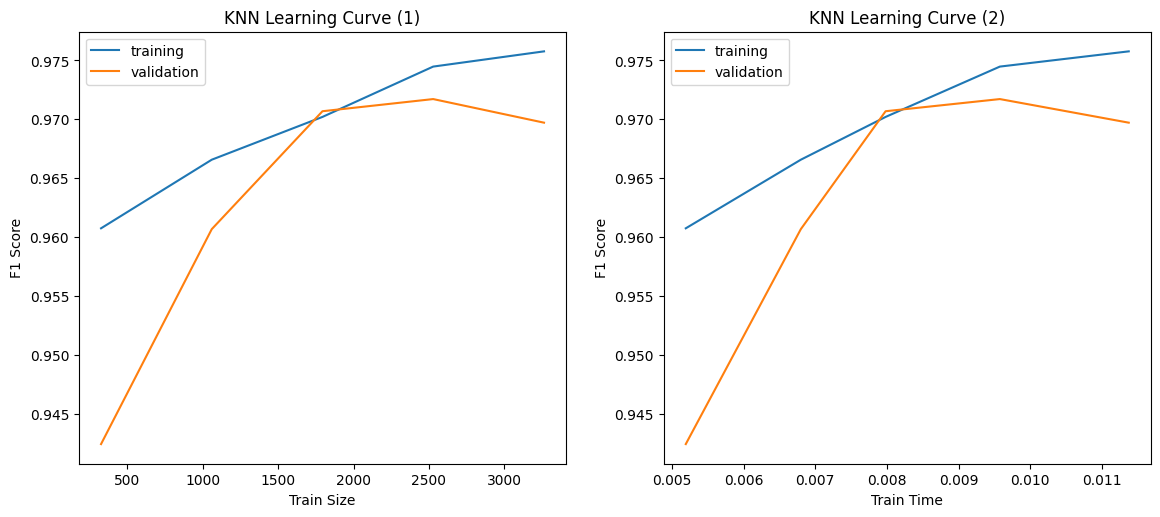 KNN Learning Curve (1)
training
validation
0.975
0.970
0.965
0.960
0.955
0.950
0.945
F1 Score
500 1000 1500 2000 2500 3000
Train Size
KNN Learning Curve (2)
training
validation
0.975
0.970
0.965
0.960
0.955
0.950
0.945
F1 Score
0.005 0.006 0.007 0.008 0.009 0.010 0.011
Train Time